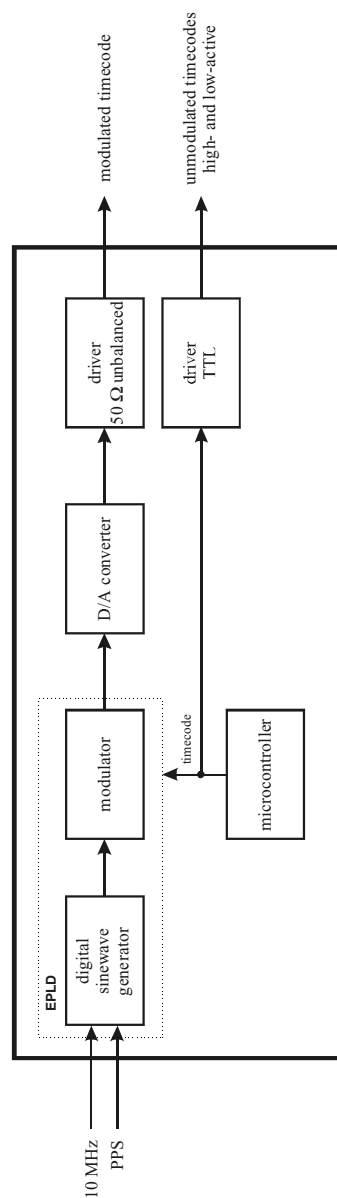 10 MHz
PPS
EPLD
digital
sinewave
generator
modulator
D/A converter
driver
50 Ω unbalanced
modulated timecode
timecode
microcontroller
driver
TTL
unmodulated timecodes
high- and low-active